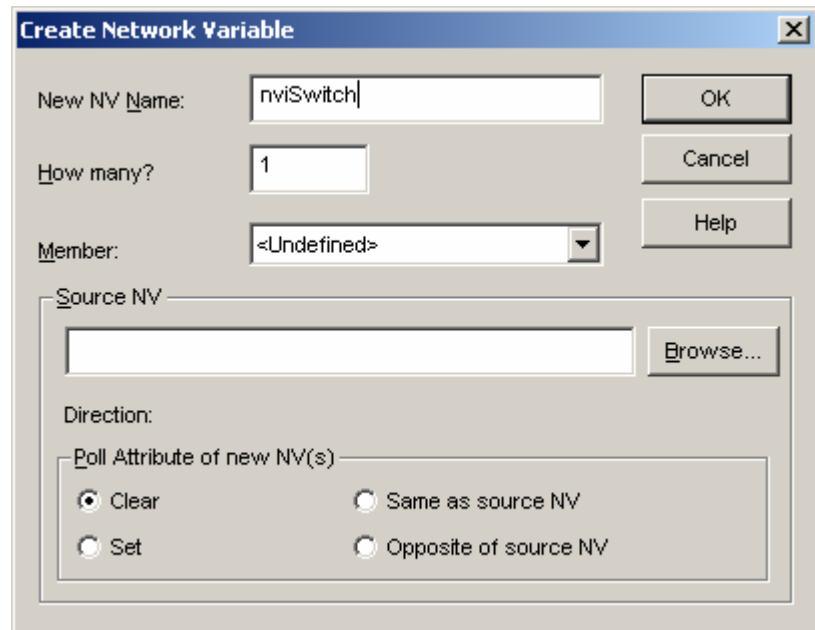 Create Network Variable
New NV Name: nviSwitch OK
How many? 1 Cancel
Member: <Undefined> Help
Source NV
Browse...
Direction:
Poll Attribute of new NV(s)
Clear Same as source NV
Set Opposite of source NV